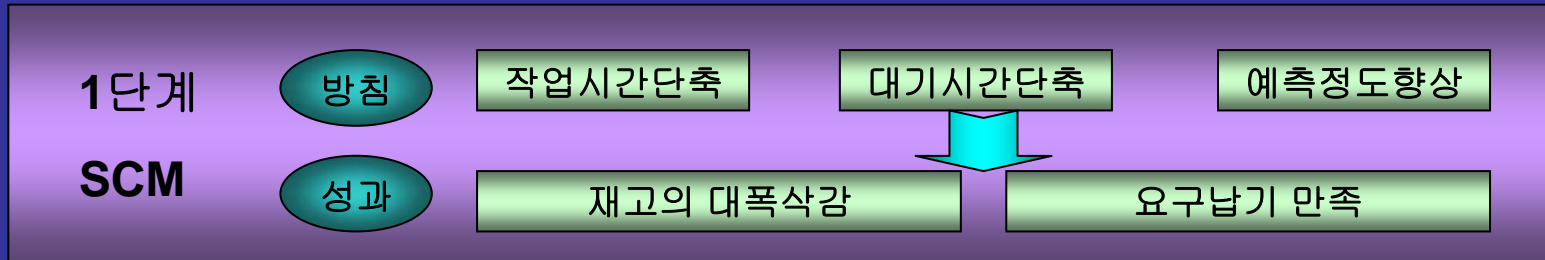 1단계
방침
작업시간단축
대기시간단축
예측정도향상
SCM
성과
재고의 대폭삭감
요구납기 만족